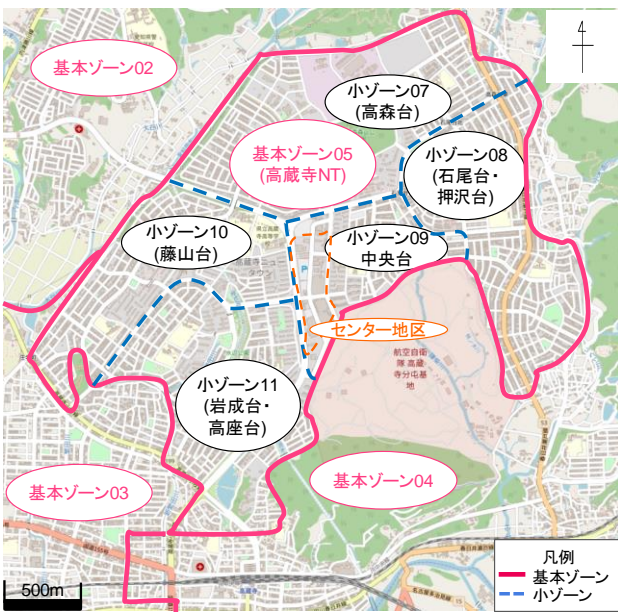 基本ゾーン02
小ゾーン07
(高森台)
基本ゾーン05
(高蔵寺NT)
小ゾーン08
(石尾台・
押沢台)
小ゾーン10
(藤山台)
小ゾーン09
中央台
センター地区
航空自衛
隊 高蔵
寺分屯基
地
小ゾーン11
(岩成台・
高座台)
基本ゾーン03
基本ゾーン04
53
高蔵寺
500m
凡例
基本ゾーン
小ゾーン